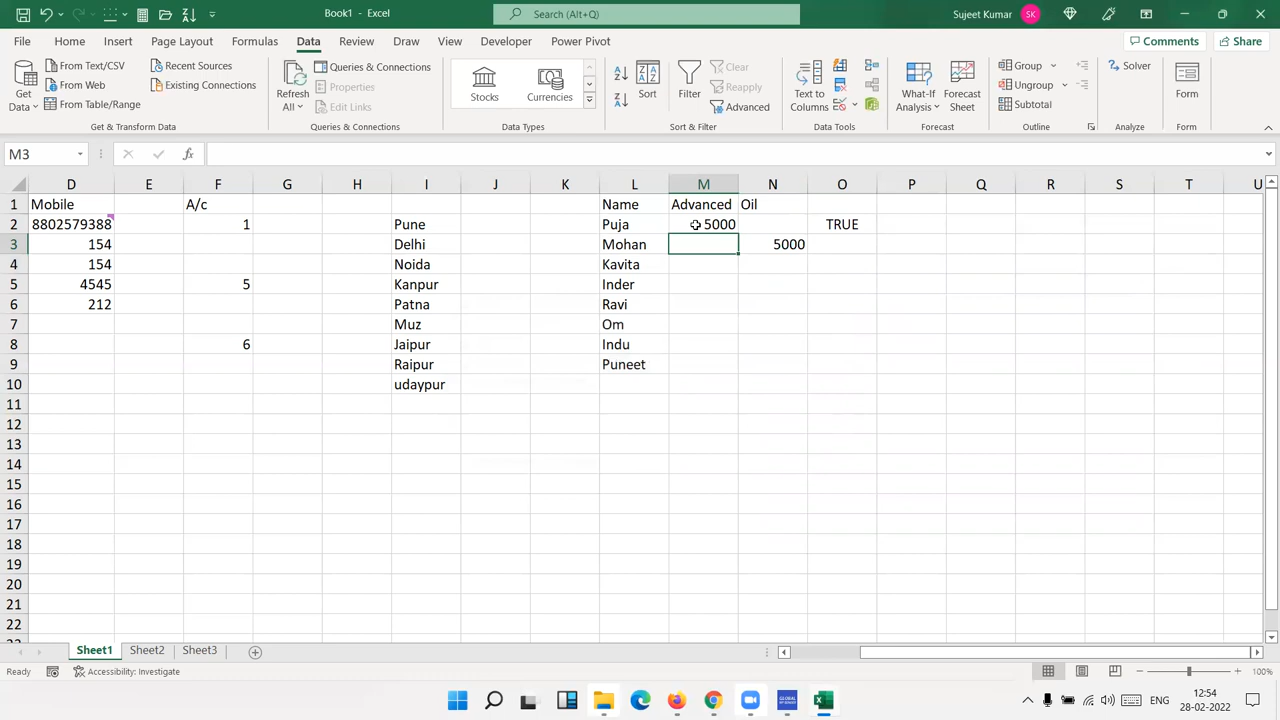 Book1 - Excel
Search (Alt+Q)
Sujeet Kumar
SK
File Home Insert Page Layout Formulas Data Review View Draw Developer Power Pivot
Comments
Share
Get Data
From Text/CSV
From Web
From Table/Range
Recent Sources
Existing Connections
Get & Transform Data
Refresh All
Queries & Connections
Properties
Edit Links
Queries & Connections
Stocks
Currencies
Data Types
Sort
Filter
Clear
Reapply
Advanced
Sort & Filter
Text to Columns
Data Tools
What-If Analysis
Forecast Sheet
Forecast
Group
Ungroup
Subtotal
Outline
Solver
Analyze
Form
Form
M3
fx
D E F G H I J K L M N O P Q R S T U
1 Mobile A/c Name Advanced Oil
2 8802579388 1 Pune Puja 5000 TRUE
3 154 Delhi Mohan 5000
4 154 Noida Kavita
5 4545 5 Kanpur Inder
6 212 Patna Ravi
7 Muz Om
8 6 Jaipur Indu
9 Raipur Puneet
10 udaypur
11
12
13
14
15
16
17
18
19
20
21
22
Sheet1 Sheet2 Sheet3
Ready
Accessibility: Investigate
100%
ENG
12:54
28-02-2022